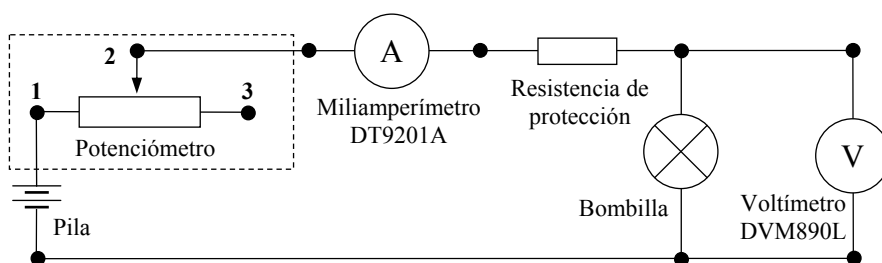 2
1
3
Potenciómetro
A
Miliamperímetro
DT9201A
Resistencia de
protección
Bombilla
V
Voltímetro
DVM890L
Pila